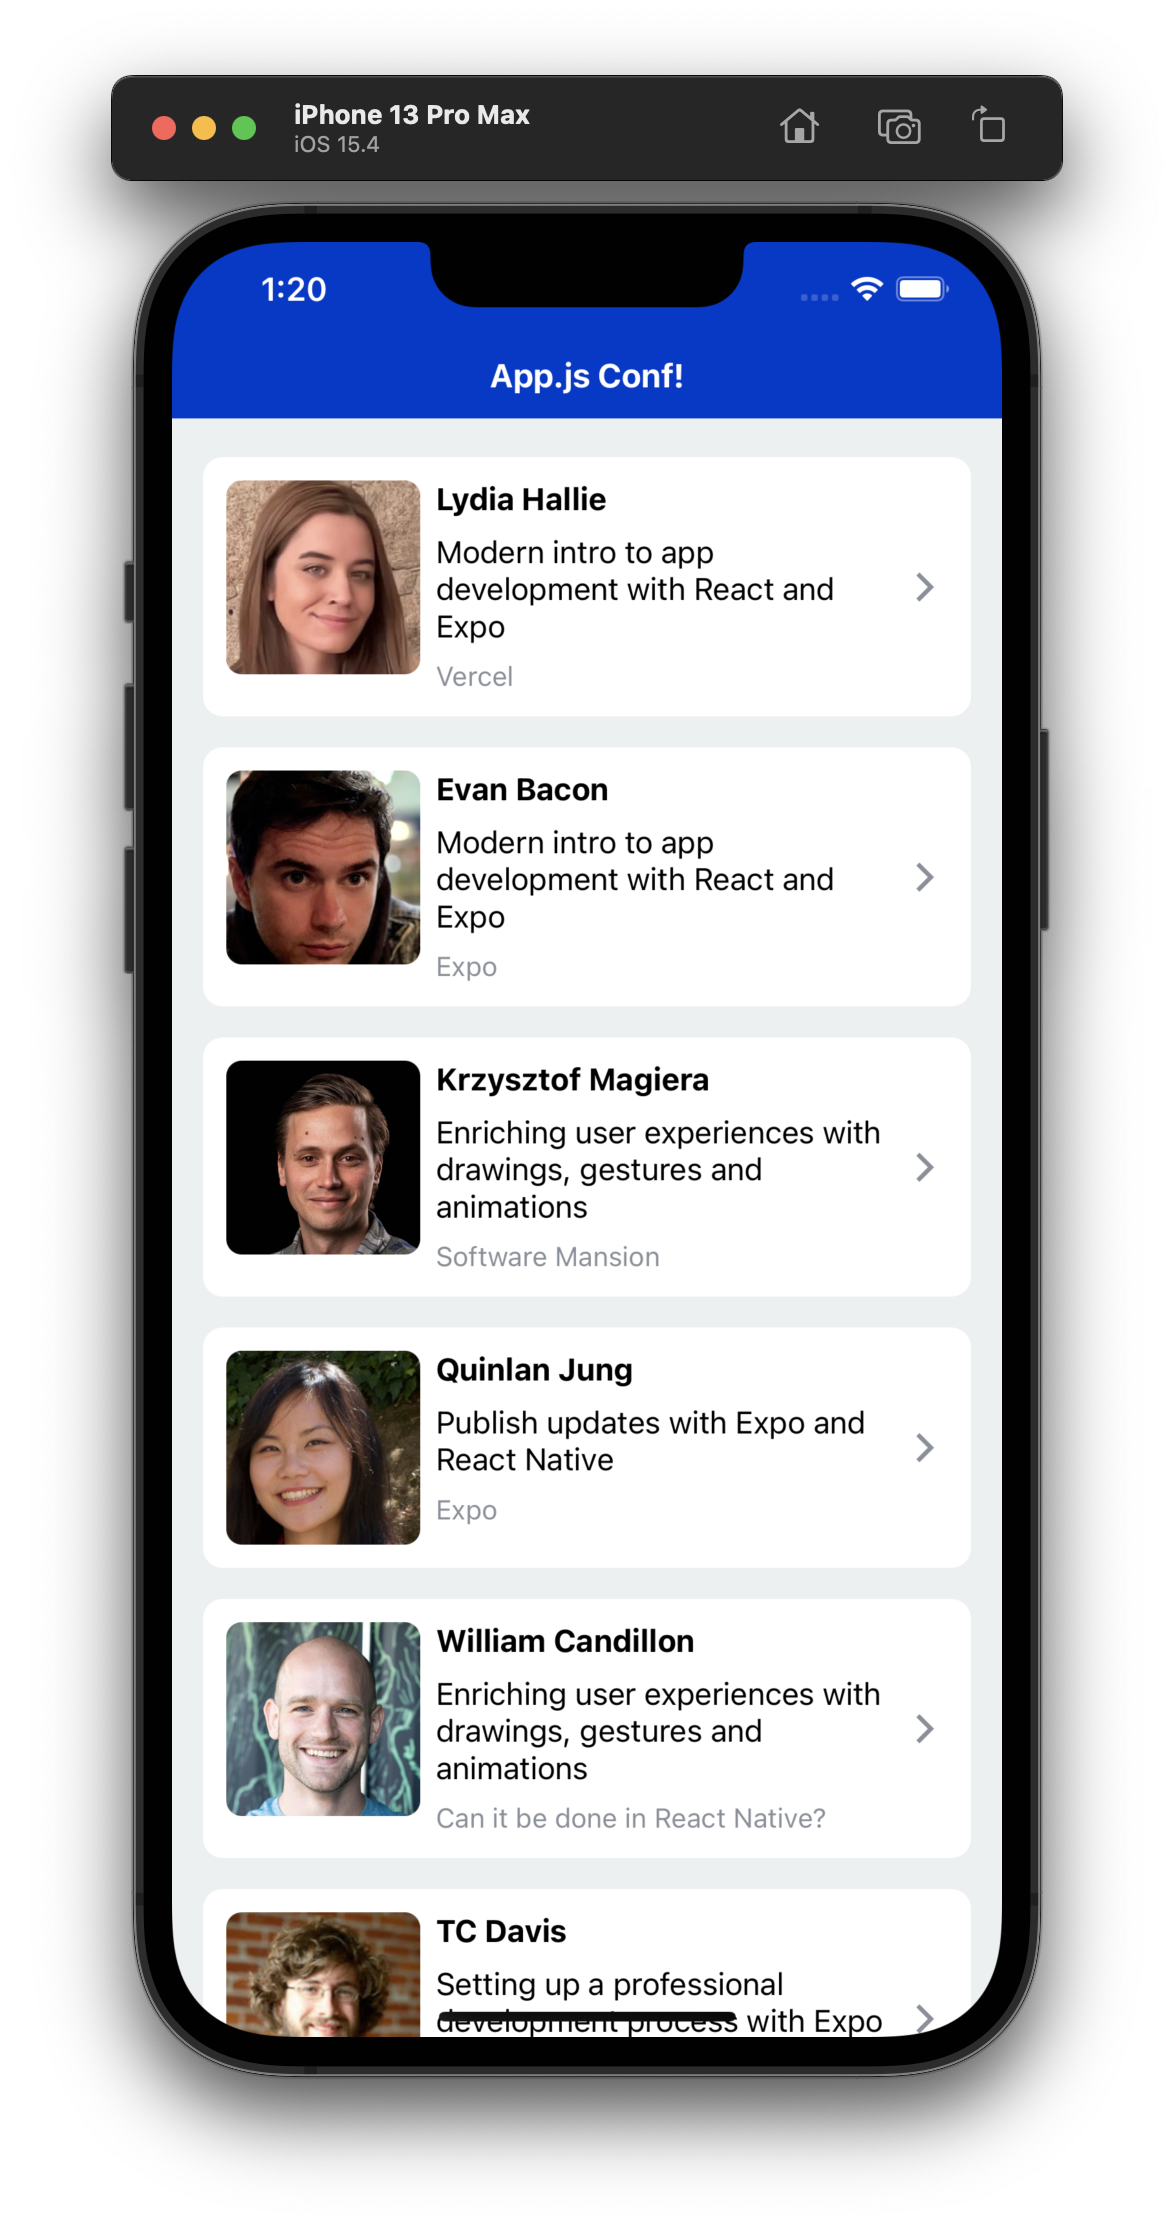 iPhone 13 Pro Max
iOS 15.4
1:20
App.js Conf!
Lydia Hallie
Modern intro to app
development with React and
Expo
Vercel
Evan Bacon
Modern intro to app
development with React and
Expo
Expo
Krzysztof Magiera
Enriching user experiences with
drawings, gestures and
animations
Software Mansion
Quinlan Jung
Publish updates with Expo and
React Native
Expo
William Candillon
Enriching user experiences with
drawings, gestures and
animations
Can it be done in React Native?
TC Davis
Setting up a professional
development process with Expo